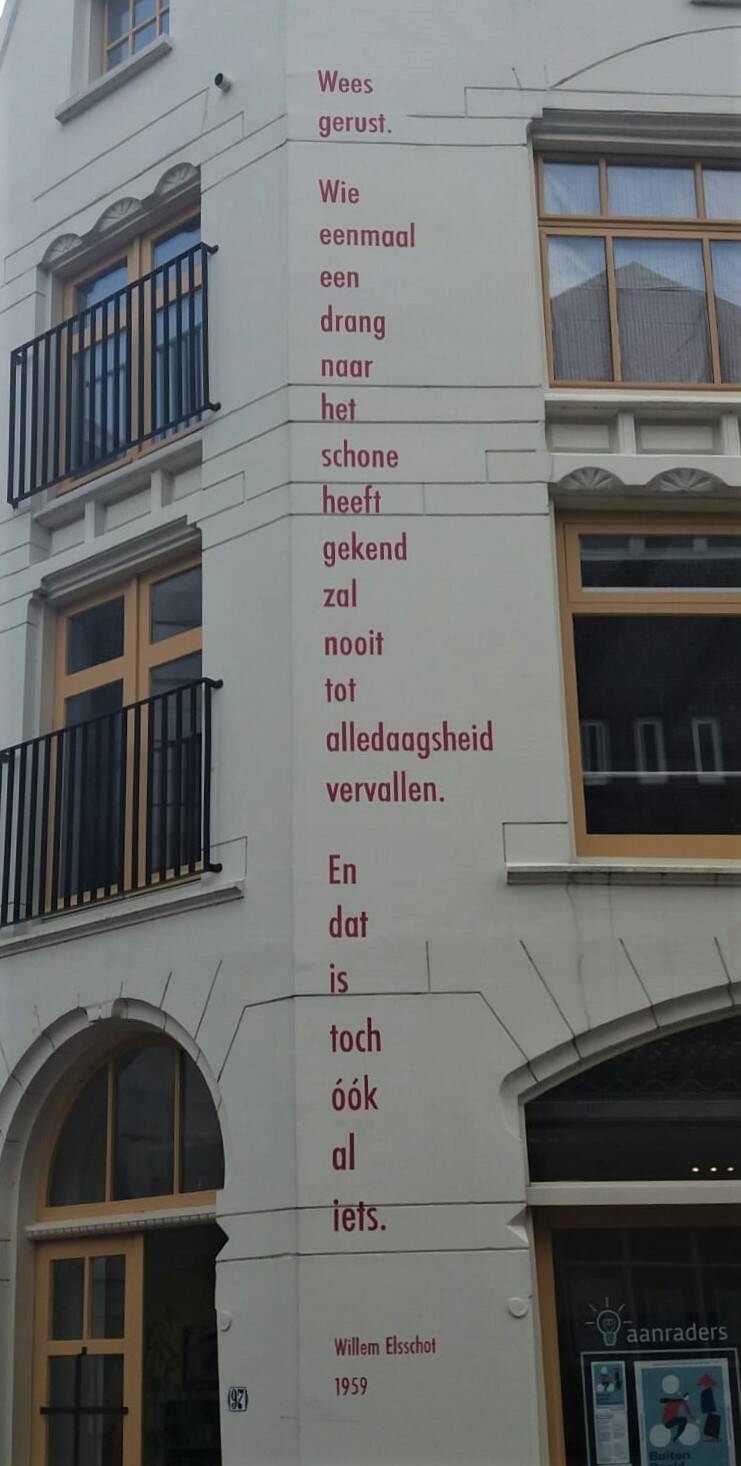 Wees
gerust.
Wie
eenmaal
een
drang
naar
het
schone
heeft
gekend
zal
nooit
tot
alledaagsheid
vervallen.
En
dat
is
toch
óók
al
iets.
Willem Elsschot
1959
97
aanraders
Buiten